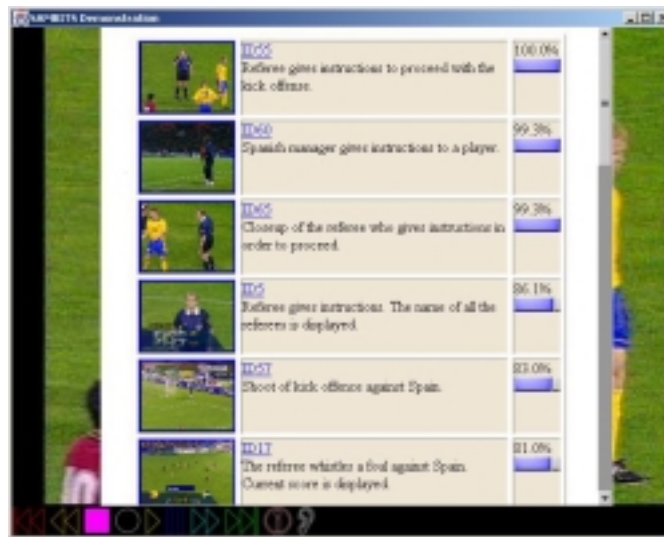 Demonstration
ID55
100.0%
Referee gives instructions to proceed with the
kick offense.
ID60
99.3%
Spanish manager gives instructions to a player.
ID65
99.3%
Closeup of the referee who gives instructions in
order to proceed.
ID5
86.1%
Referee gives instructions. The name of all the
referees is displayed.
ID57
83.0%
Shoot of kick offence against Spain.
ID17
81.0%
The referee whistles a foul against Spain.
Current score is displayed.